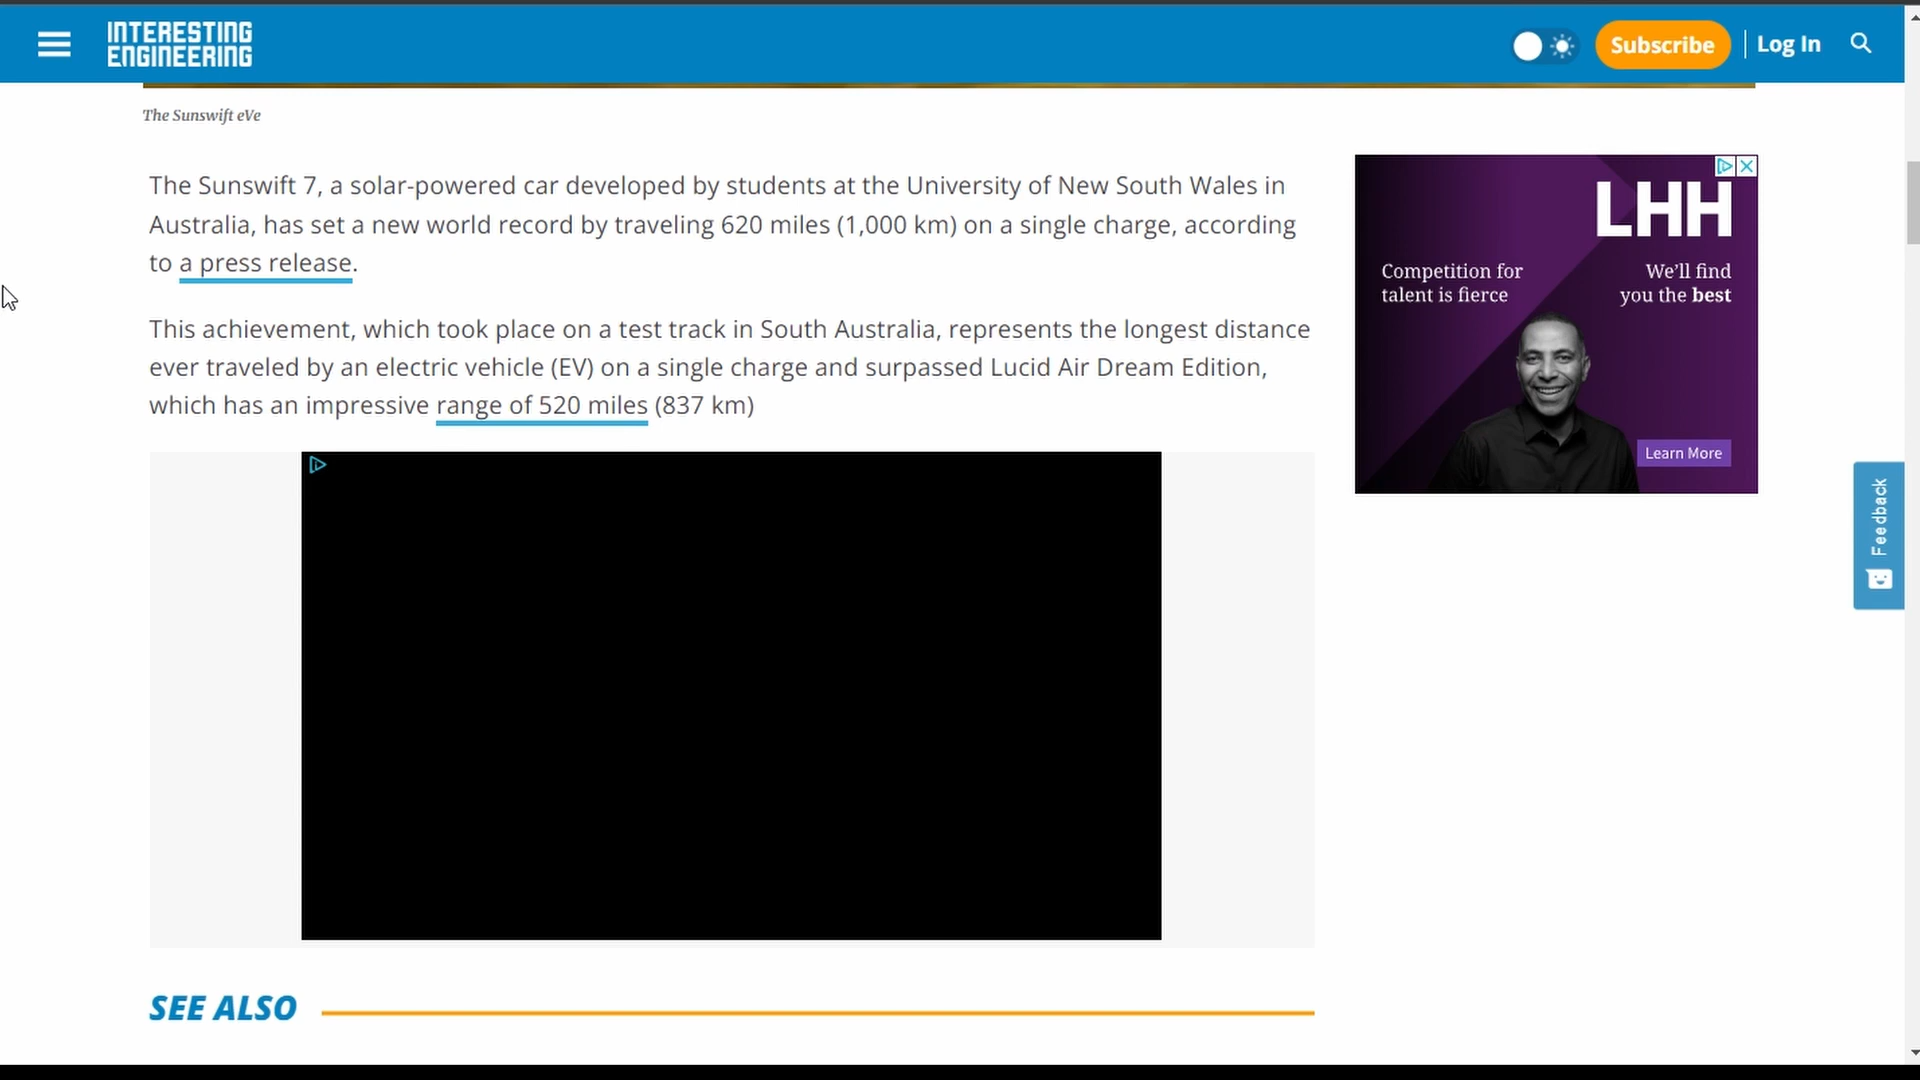 INTERESTING
ENGINEERING
Subscribe
Log In
The Sunswift eVe
The Sunswift 7, a solar-powered car developed by students at the University of New South Wales in
Australia, has set a new world record by traveling 620 miles (1,000 km) on a single charge, according
to a press release.
This achievement, which took place on a test track in South Australia, represents the longest distance
ever traveled by an electric vehicle (EV) on a single charge and surpassed Lucid Air Dream Edition,
which has an impressive range of 520 miles (837 km)
LHH
Competition for
talent is fierce
We'll find
you the best
Learn More
Feedback
SEE ALSO